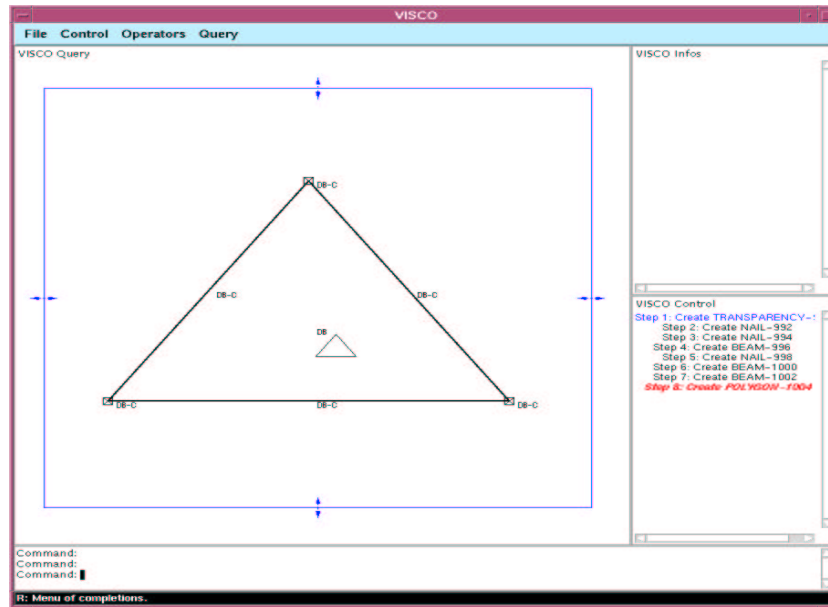 VISCO
File Control Operators Query
VISCO Query
DB-C
DB-C
DB-C
DB
DB-C
DB-C
DB-C
VISCO Infos
VISCO Control
Step 1: Create TRANSPARENCY-
Step 2: Create NAIL-992
Step 3: Create NAIL-994
Step 4: Create BEAM-996
Step 5: Create NAIL-998
Step 6: Create BEAM-1000
Step 7: Create BEAM-1002
Step 8: Create POLYGON-1004
Command:
Command:
Command:
R: Menu of completions.